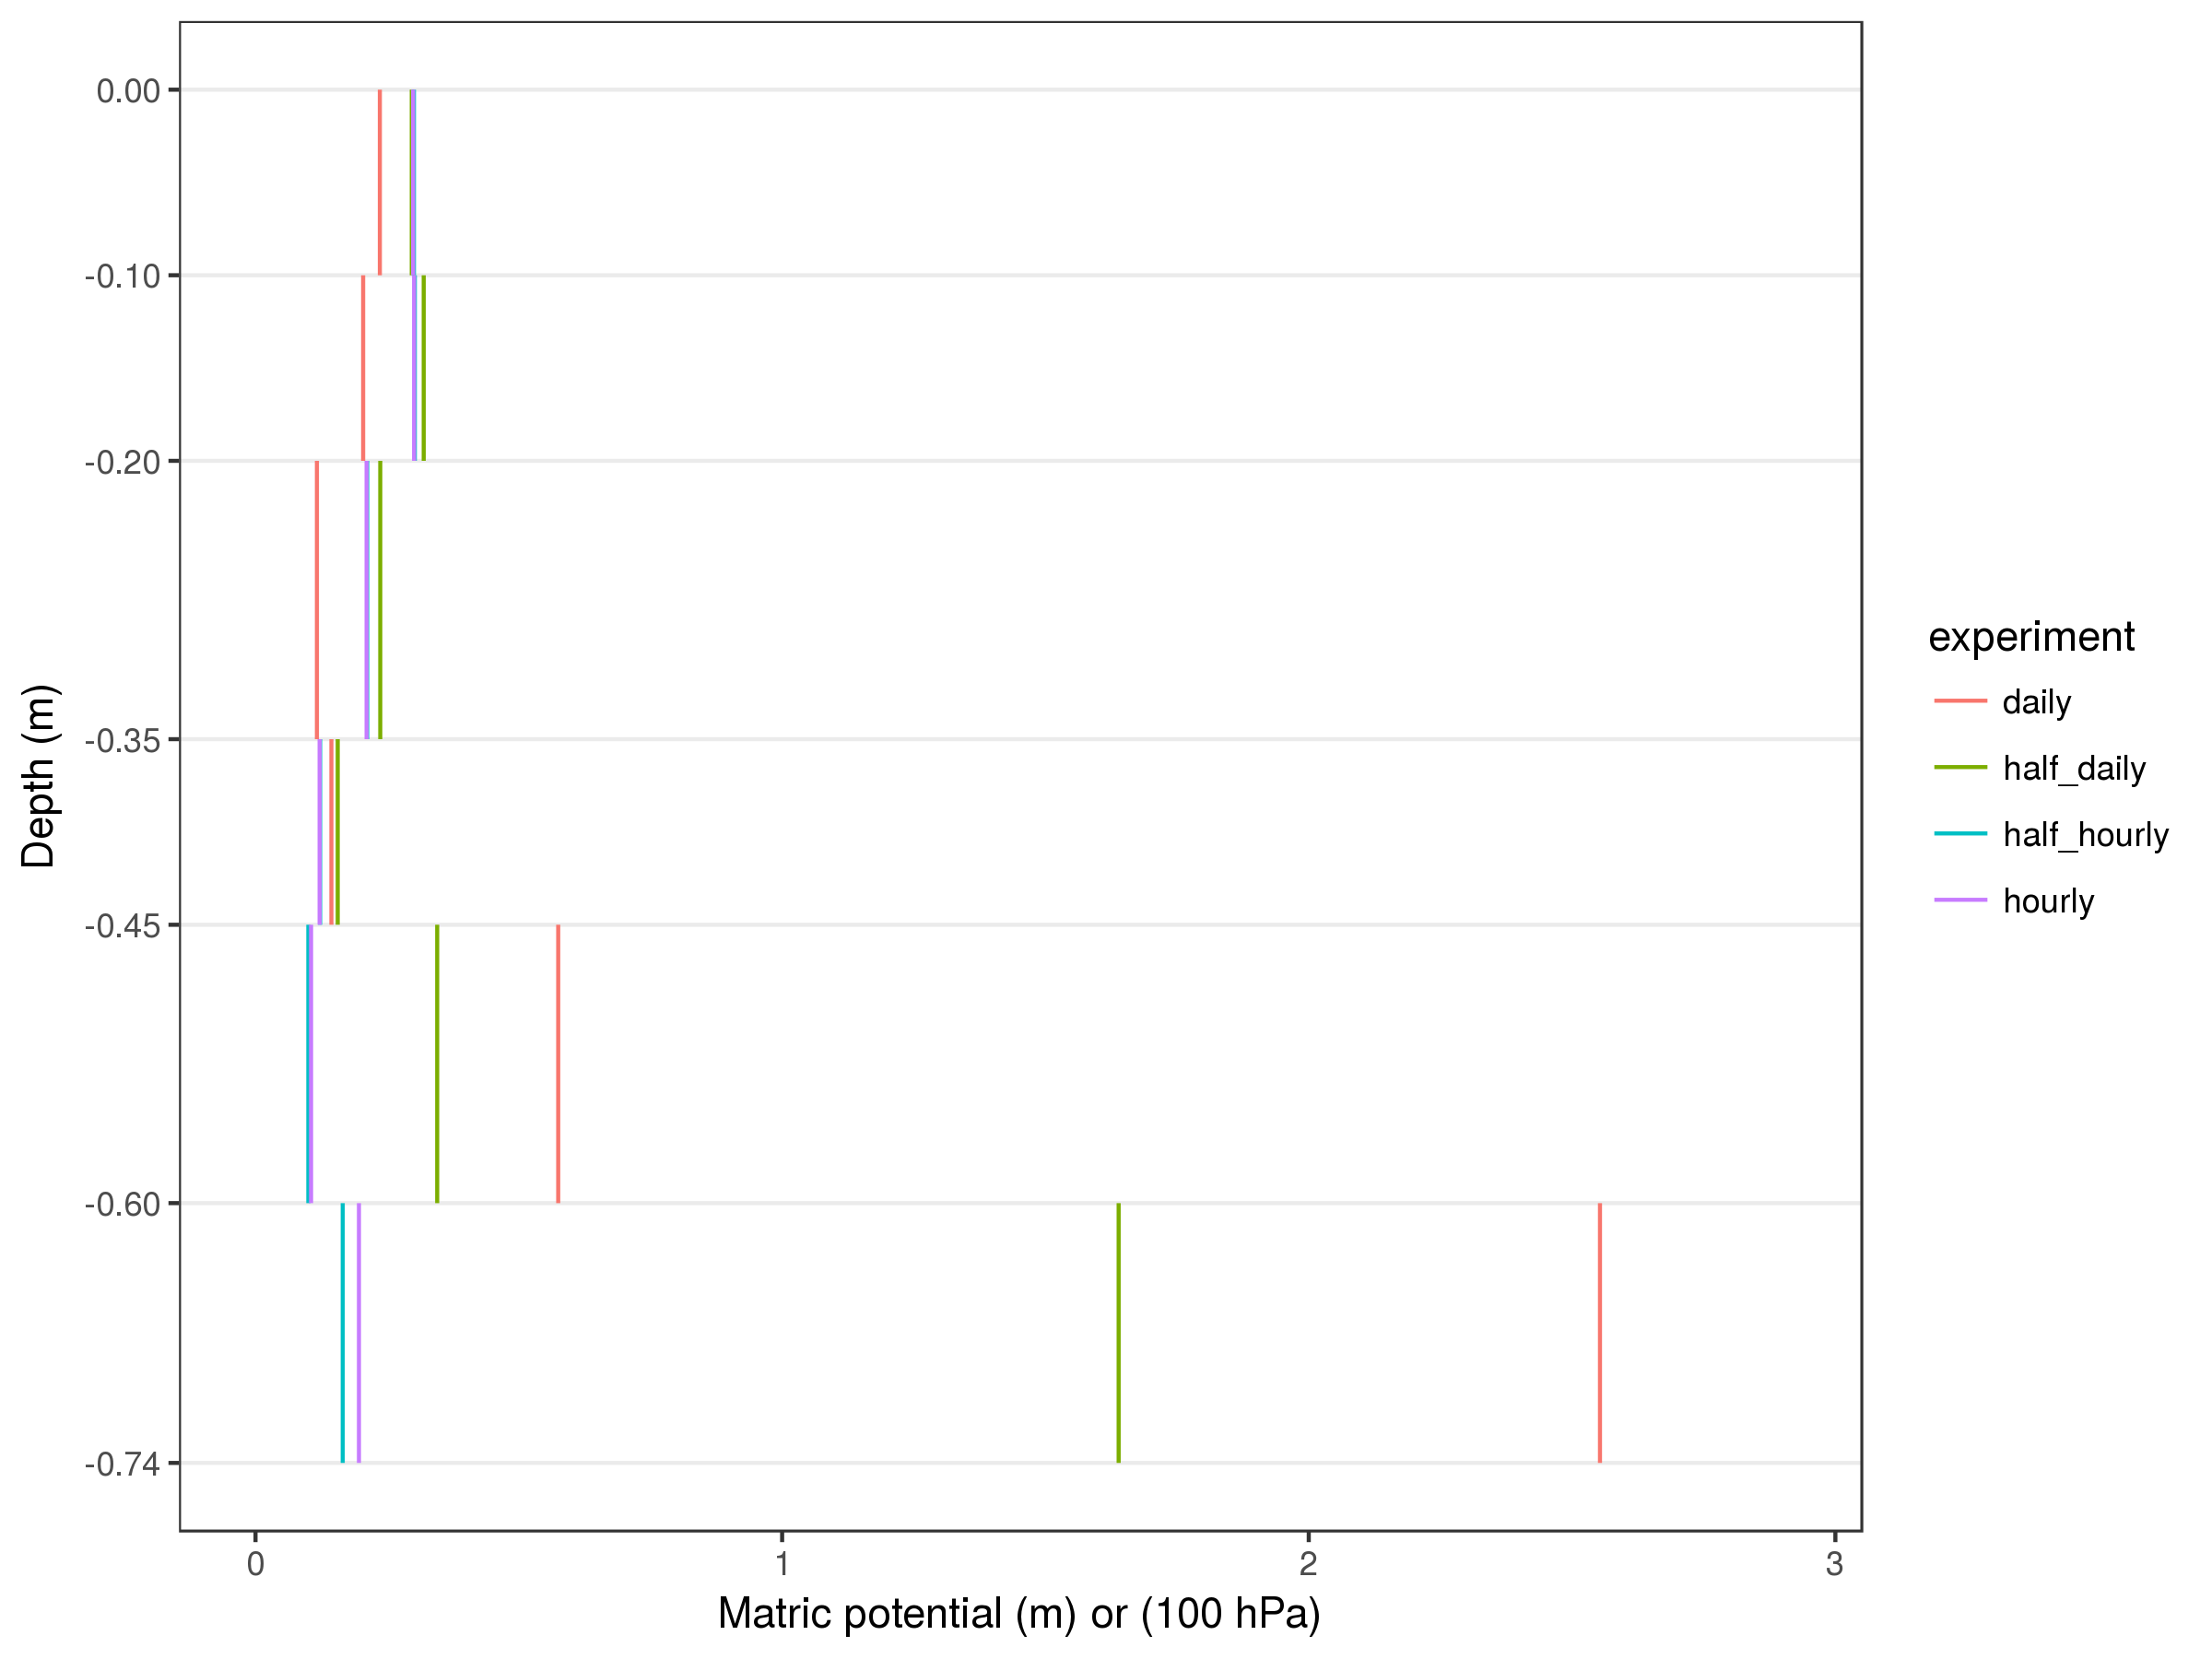 0.00
-0.10
-0.20
-0.35
-0.45
-0.60
-0.74
Depth (m)
0 1 2 3
Matric potential (m) or (100 hPa)
experiment
daily
half_daily
half_hourly
hourly